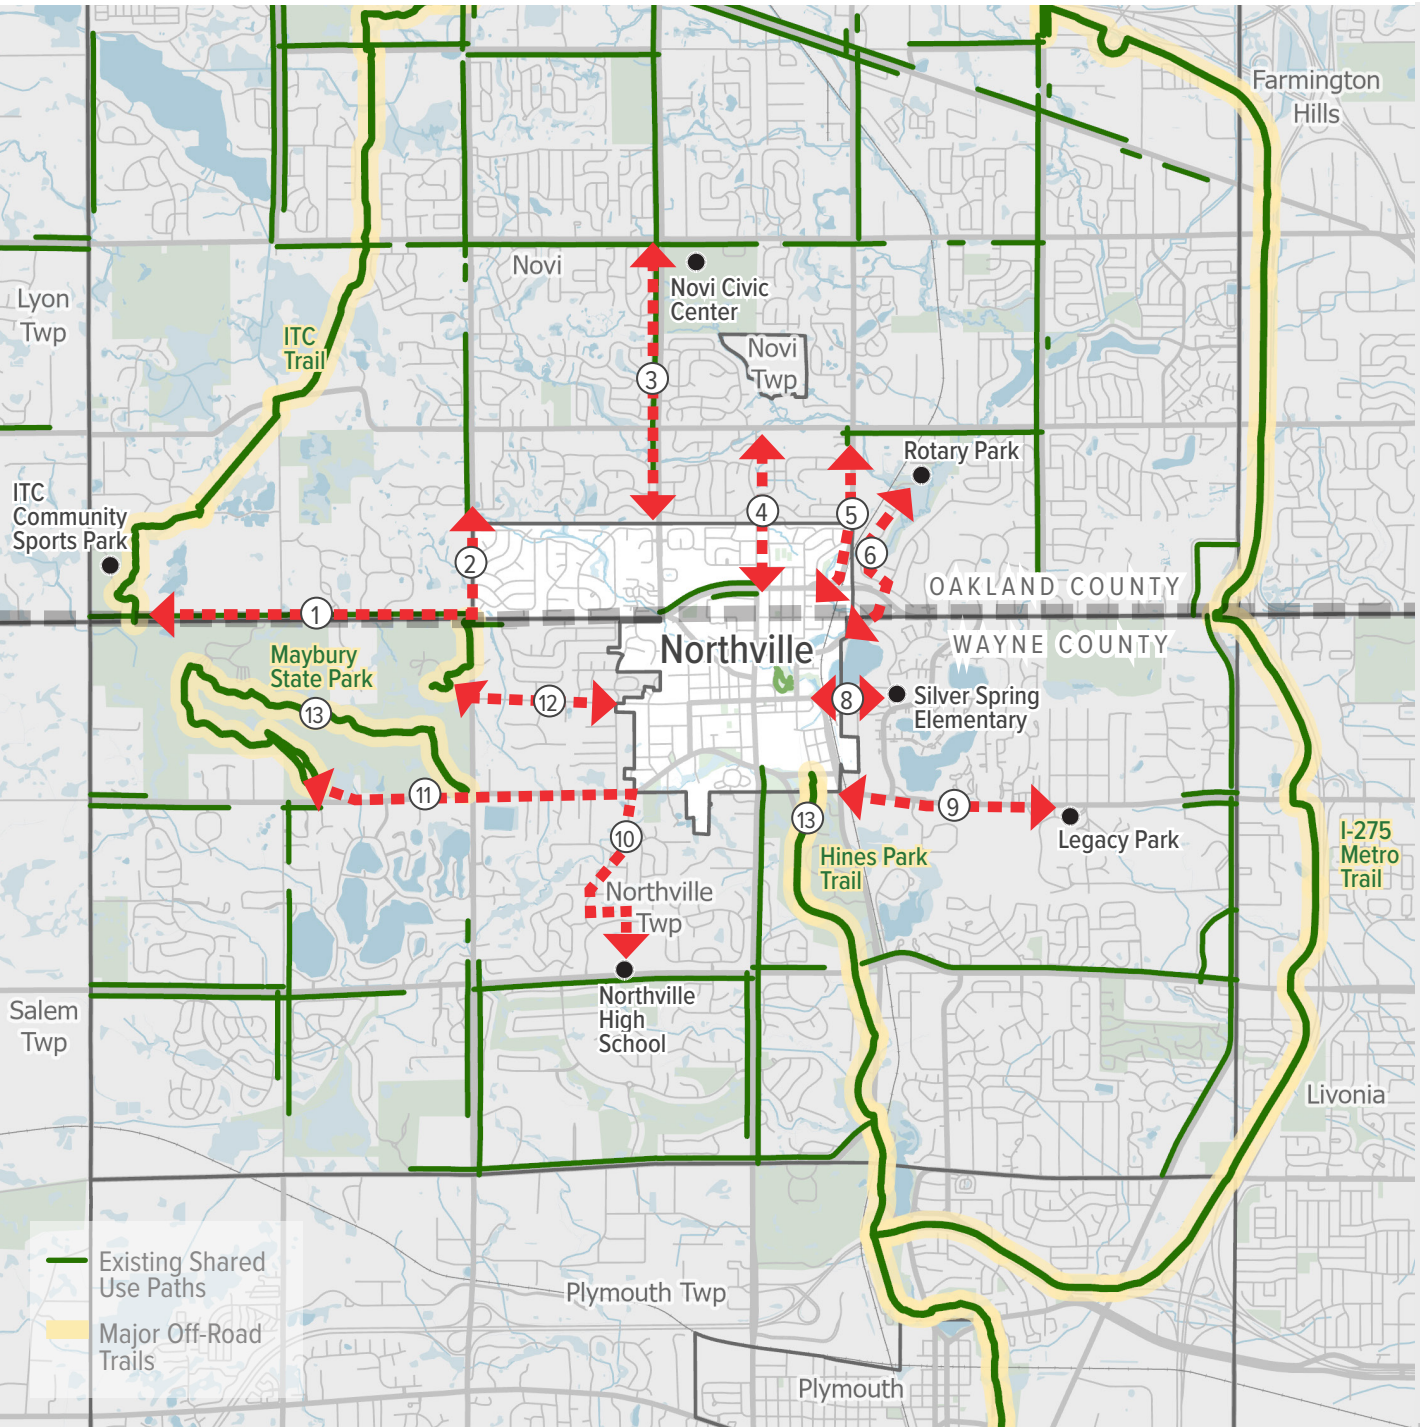 Farmington
Hills
Novi
Novi Civic
Center
Lyon
Twp
ITC
Trail
Novi
Twp
3
Rotary Park
ITC
Community
Sports Park
4
5
6
2
OAKLAND COUNTY
1
WAYNE COUNTY
Northville
Maybury
State Park
13
12
8
Silver Spring
Elementary
11
9
10
13
Legacy Park
Hines Park
Trail
I-275
Metro
Trail
Northville
Twp
Northville
High
School
Salem
Twp
Livonia
Existing Shared
Use Paths
Major Off-Road
Trails
Plymouth Twp
Plymouth